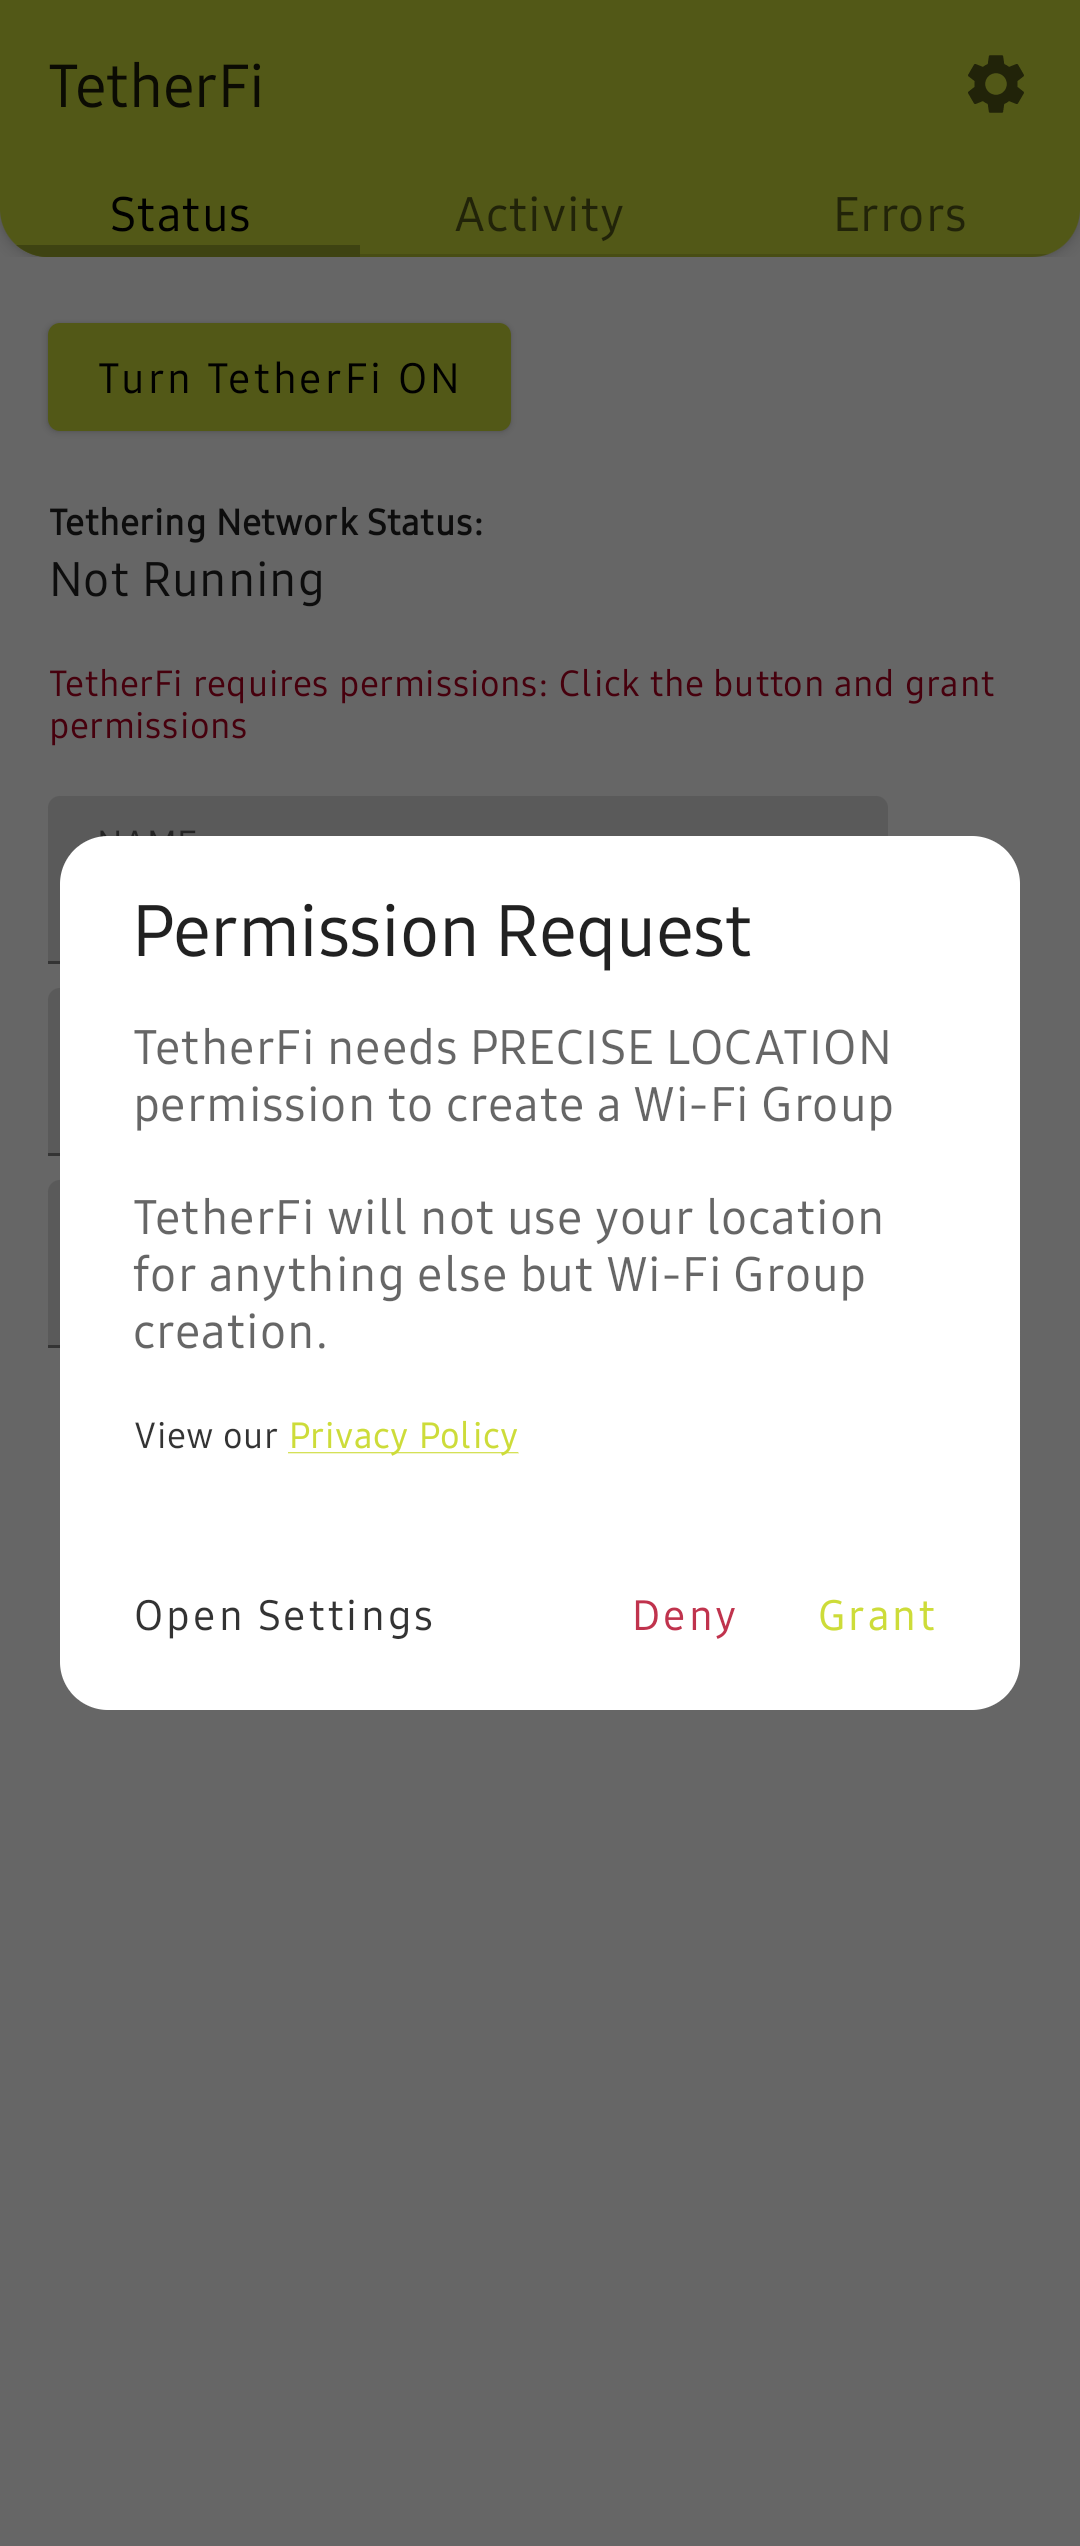 TetherFi
Status
Activity
Errors
Turn TetherFi ON
Tethering Network Status:
Not Running
TetherFi requires permissions: Click the button and grant
permissions
NAME
Permission Request
TetherFi needs PRECISE LOCATION
permission to create a Wi-Fi Group
TetherFi will not use your location
for anything else but Wi-Fi Group
creation.
View our Privacy Policy
Open Settings
Deny
Grant